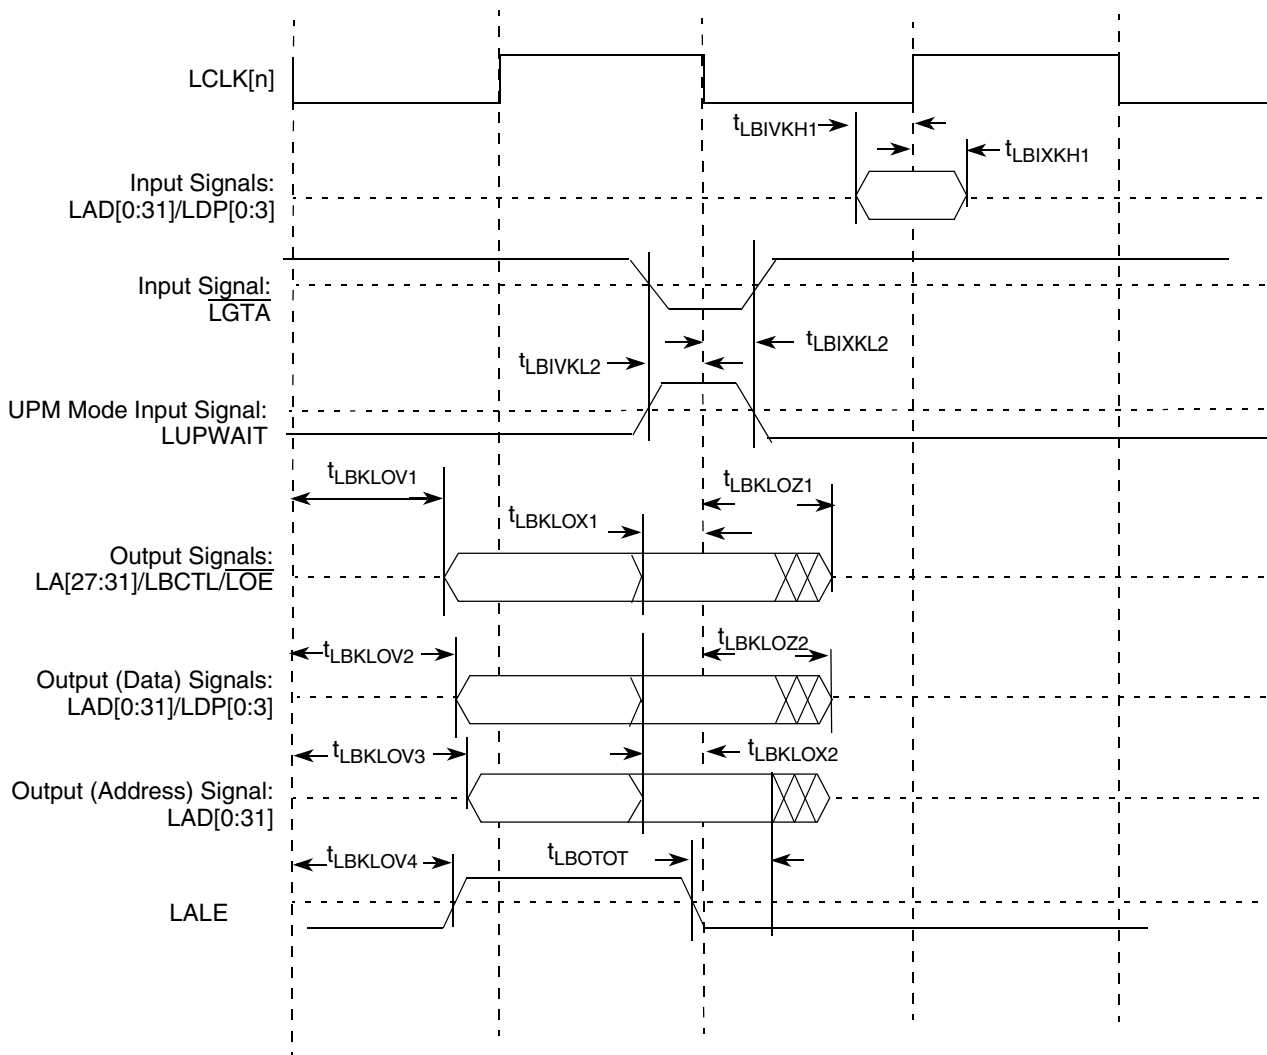 LCLK[n]
tLBIVKH1
tLBIXKH1
Input Signals:
LAD[0:31]/LDP[0:3]
Input Signal:
LGTA
tLBIXKL2
tLBIVKL2
UPM Mode Input Signal:
LUPWAIT
tLBKLOV1
tLBKLOZ1
tLBKLOX1
Output Signals:
LA[27:31]/LBCTL/LOE
tLBKLOV2
tLBKLOZ2
Output (Data) Signals:
LAD[0:31]/LDP[0:3]
tLBKLOV3
tLBKLOX2
Output (Address) Signal:
LAD[0:31]
tLBKLOV4
tLBOTOT
LALE